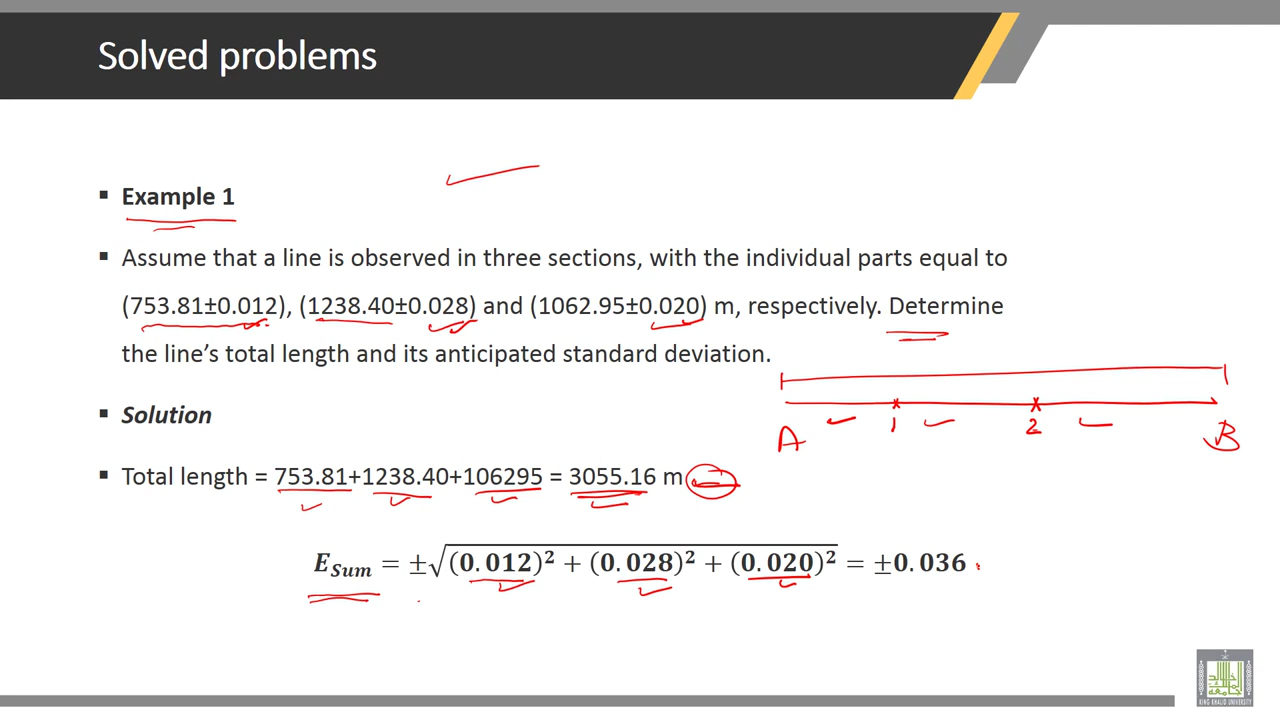 Solved problems
▪ Example 1
▪ Assume that a line is observed in three sections, with the individual parts equal to
(753.81±0.012), (1238.40±0.028) and (1062.95±0.020) m, respectively. Determine
the line’s total length and its anticipated standard deviation.
A 1 2 B
▪ Solution
▪ Total length = 753.81+1238.40+106295 = 3055.16 m
E_Sum = ±√(0.012)² + (0.028)² + (0.020)² = ±0.036
KING KHALID UNIVERSITY